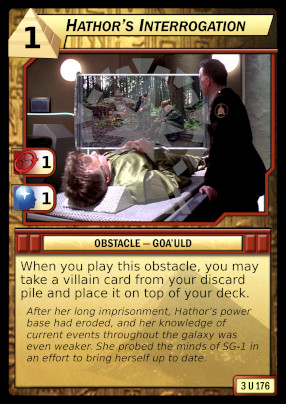 1
HATHOR'S INTERROGATION
1
1
OBSTACLE — GOA'ULD
When you play this obstacle, you may
take a villain card from your discard
pile and place it on top of your deck.
After her long imprisonment, Hathor's power
base had eroded, and her knowledge of
current events throughout the galaxy was
even weaker. She probed the minds of SG-1 in
an effort to bring herself up to date.
3 U 176